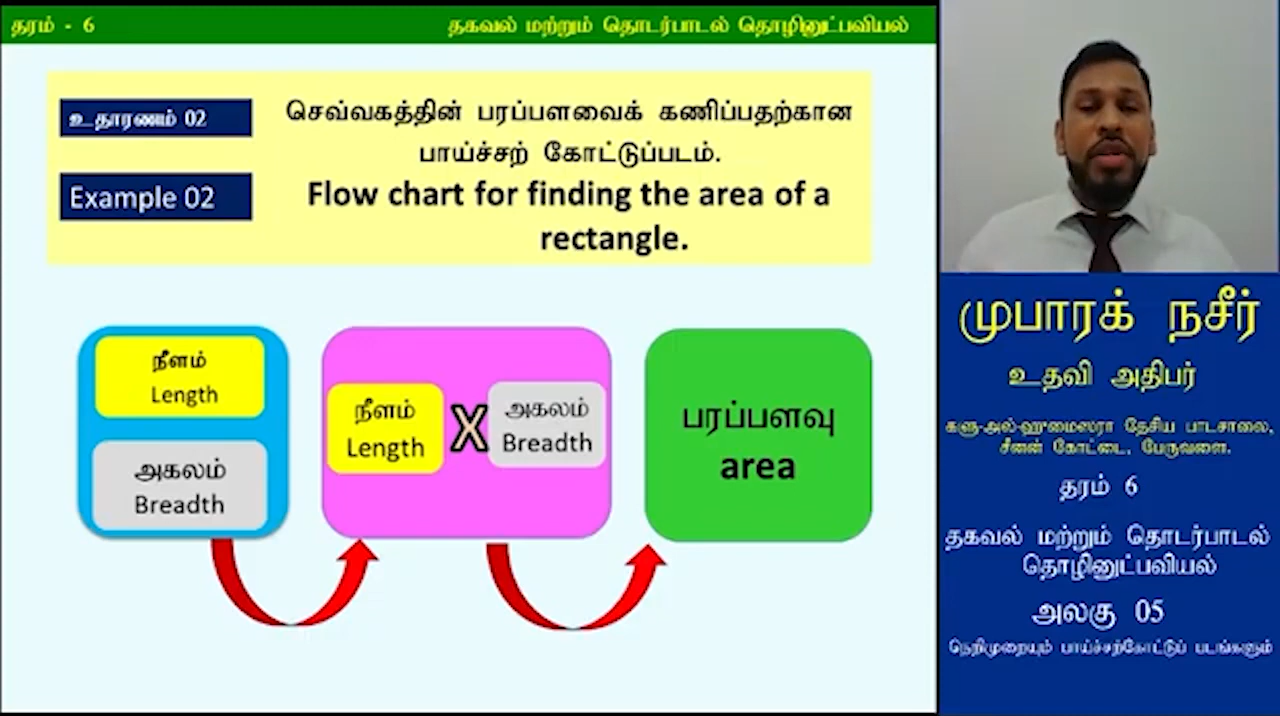 தரம் - 6
தகவல் மற்றும் தொடர்பாடல் தொழினுட்பவியல்
உதாரணம் 02
செவ்வகத்தின் பரப்பளவைக் கணிப்பதற்கான
பாய்ச்சற் கோட்டுப்படம்.
Example 02
Flow chart for finding the area of a
rectangle.
நீளம்
Length
அகலம்
Breadth
நீளம்
Length
X
அகலம்
Breadth
பரப்பளவு
area
முபாரக் நசீர்
உதவி அதிபர்
களு-அல்-ஹுமைஸரா தேசிய பாடசாலை,
சீனன் கோட்டை, பேருவளை.
தரம் 6
தகவல் மற்றும் தொடர்பாடல்
தொழினுட்பவியல்
அலகு 05
நெறிமுறையும் பாய்ச்சற்கோட்டுப் படங்களும்